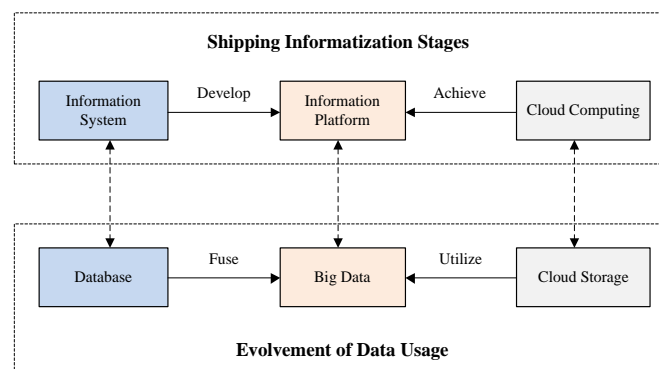 Shipping Informatization Stages
Information
System
Develop
Information
Platform
Achieve
Cloud Computing
Database
Fuse
Big Data
Utilize
Cloud Storage
Evolvement of Data Usage